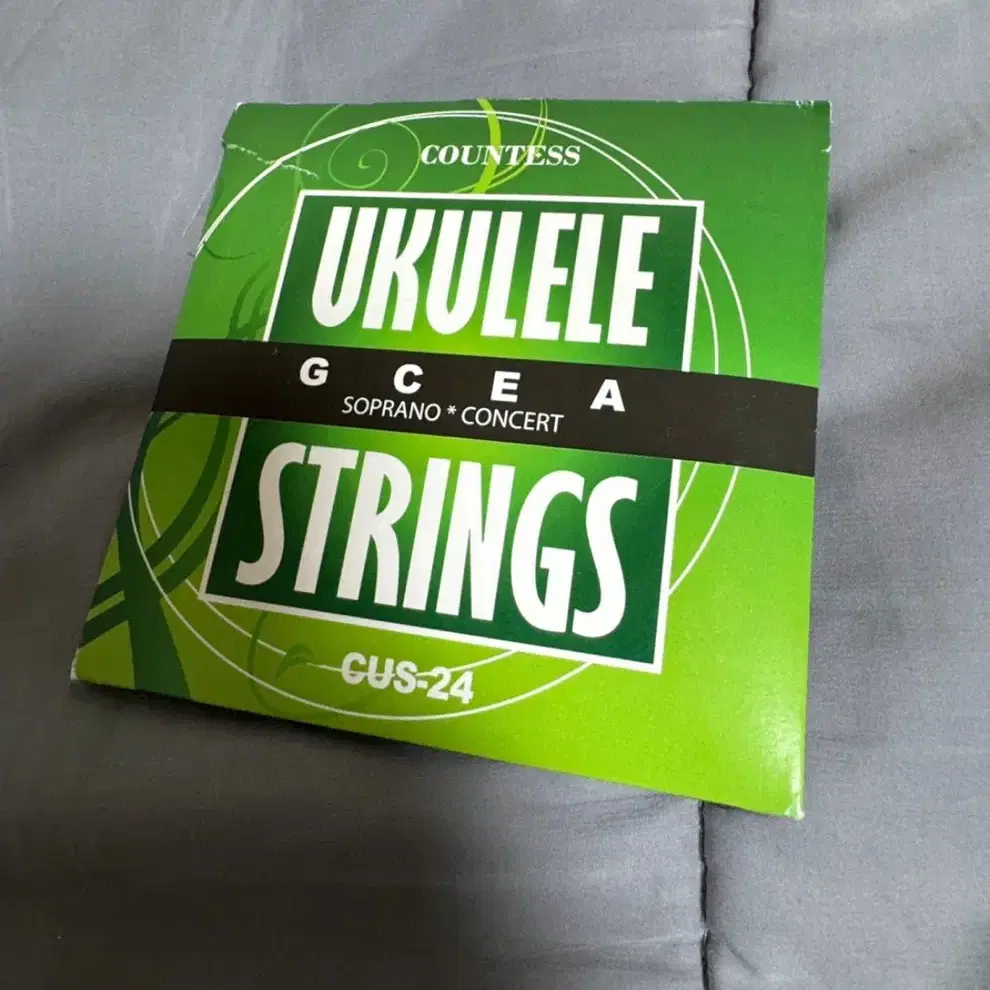 COUNTESS
UKULELE
G C E A
SOPRANO * CONCERT
STRINGS
CUS-24